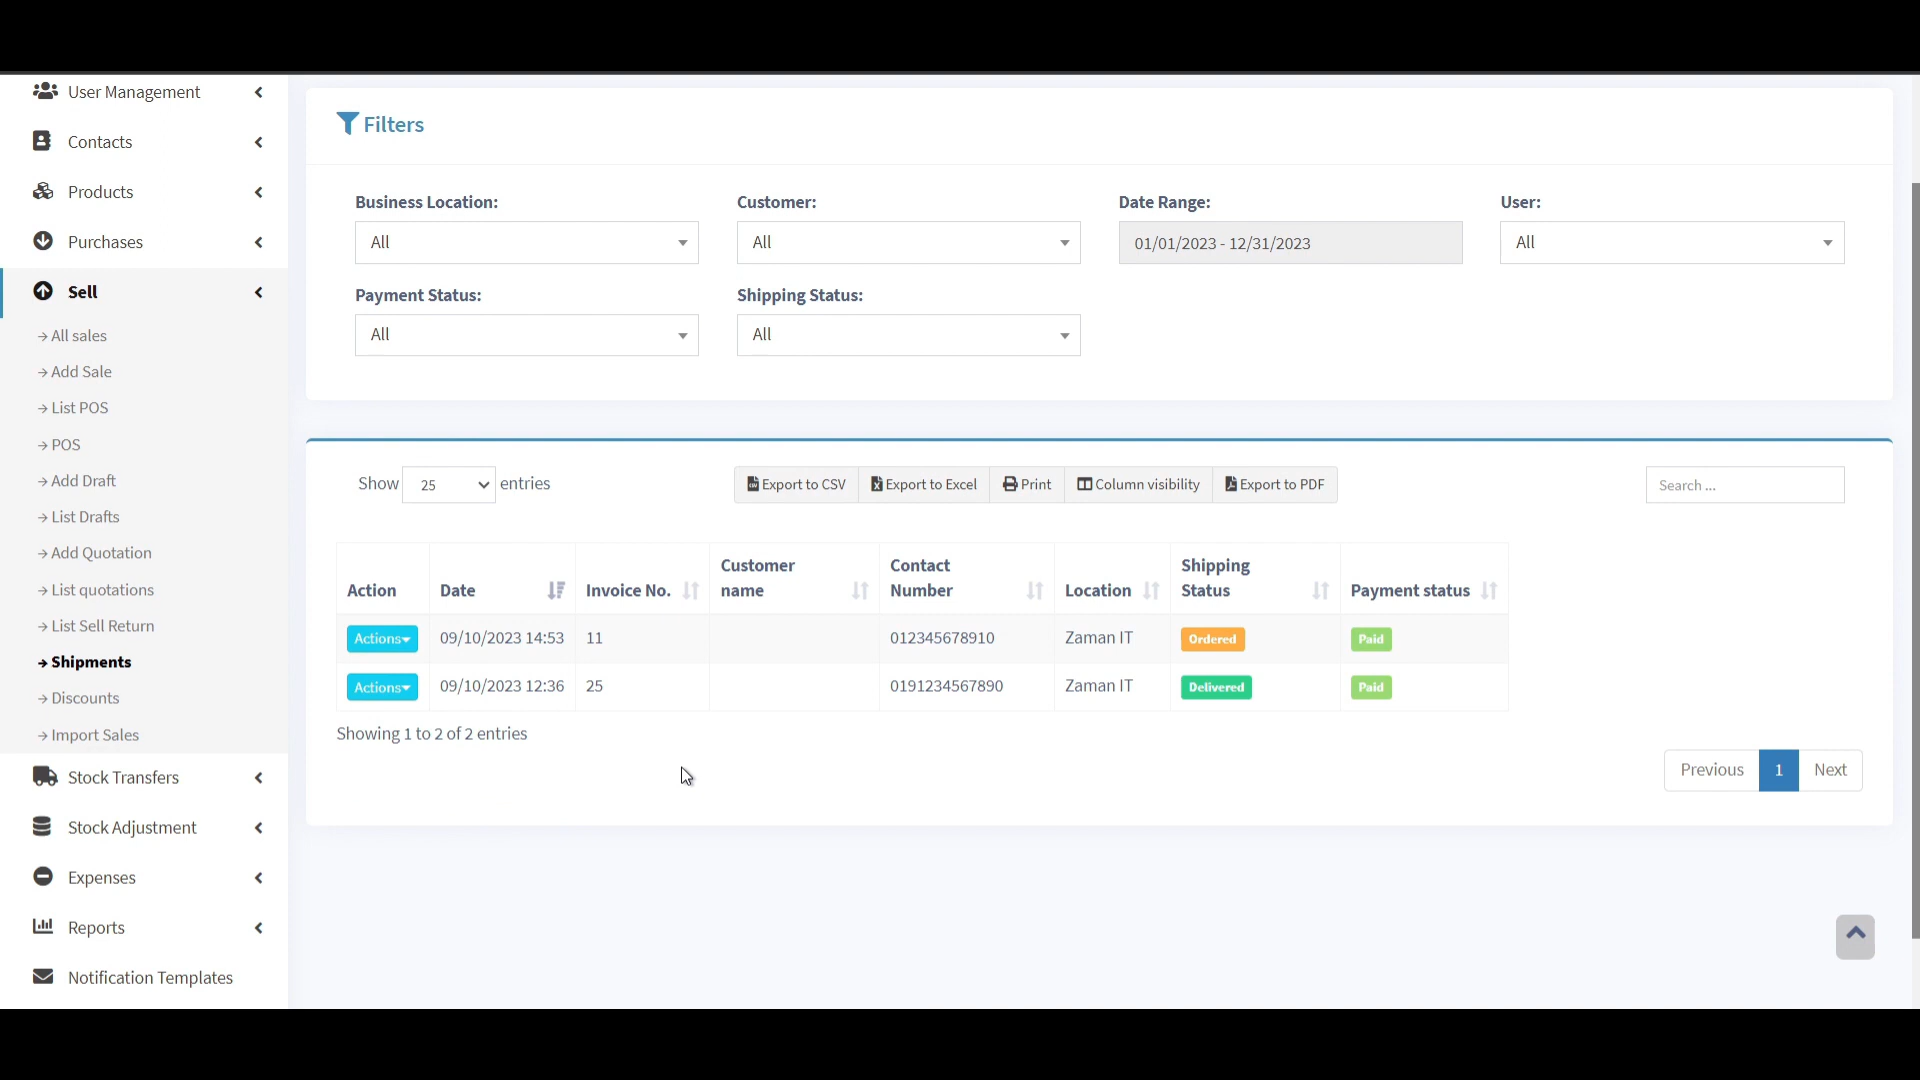 User Management
Contacts
Products
Purchases
Sell
→ All sales
→ Add Sale
→ List POS
→ POS
→ Add Draft
→ List Drafts
→ Add Quotation
→ List quotations
→ List Sell Return
→ Shipments
→ Discounts
→ Import Sales
Stock Transfers
Stock Adjustment
Expenses
Reports
Notification Templates
Filters
Business Location: Customer: Date Range: User:
All All 01/01/2023 - 12/31/2023 All
Payment Status: Shipping Status:
All All
Show 25 entries Export to CSV Export to Excel Print Column visibility Export to PDF Search ...
Action Date Invoice No. Customer name Contact Number Location Shipping Status Payment status
Actions 09/10/2023 14:53 11 012345678910 Zaman IT Ordered Paid
Actions 09/10/2023 12:36 25 0191234567890 Zaman IT Delivered Paid
Showing 1 to 2 of 2 entries
Previous 1 Next